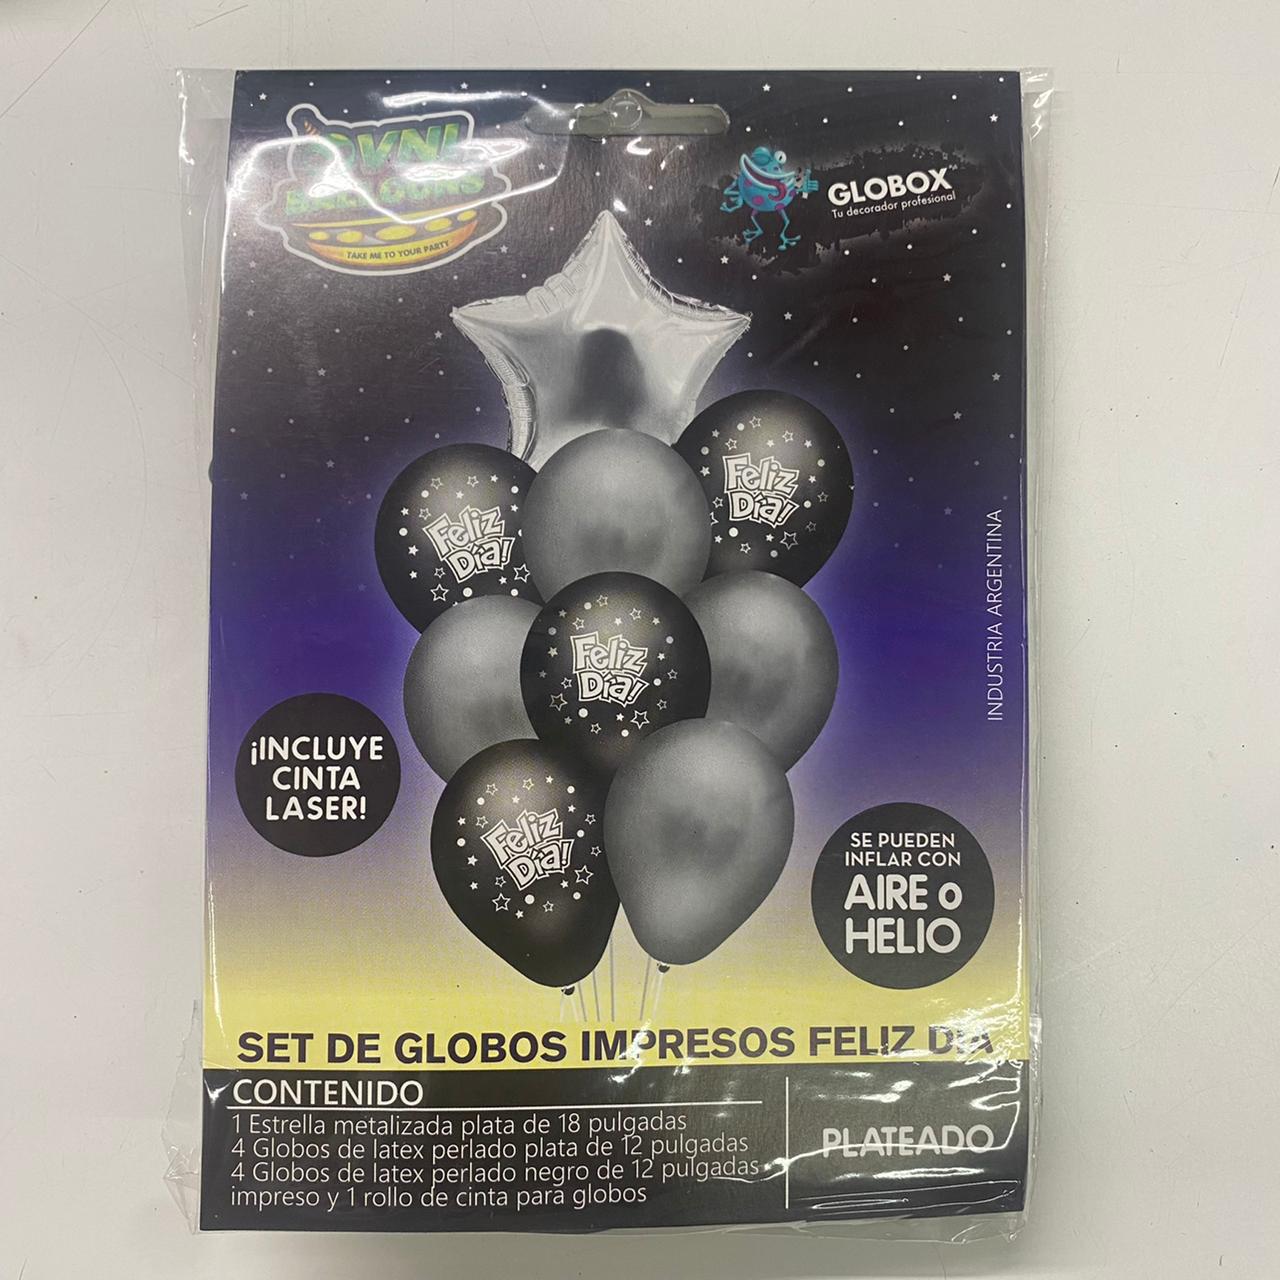 OVNI
BALLOONS
TAKE ME TO YOUR PARTY
GLOBOX
Tu decorador profesional
Feliz
Día!
Feliz
Día!
Feliz
Día!
Feliz
Día!
INDUSTRIA ARGENTINA
¡INCLUYE
CINTA
LASER!
SE PUEDEN
INFLAR CON
AIRE o
HELIO
SET DE GLOBOS IMPRESOS FELIZ DIA
CONTENIDO
1 Estrella metalizada plata de 18 pulgadas
4 Globos de latex perlado plata de 12 pulgadas
4 Globos de latex perlado negro de 12 pulgadas
impreso y 1 rollo de cinta para globos
PLATEADO